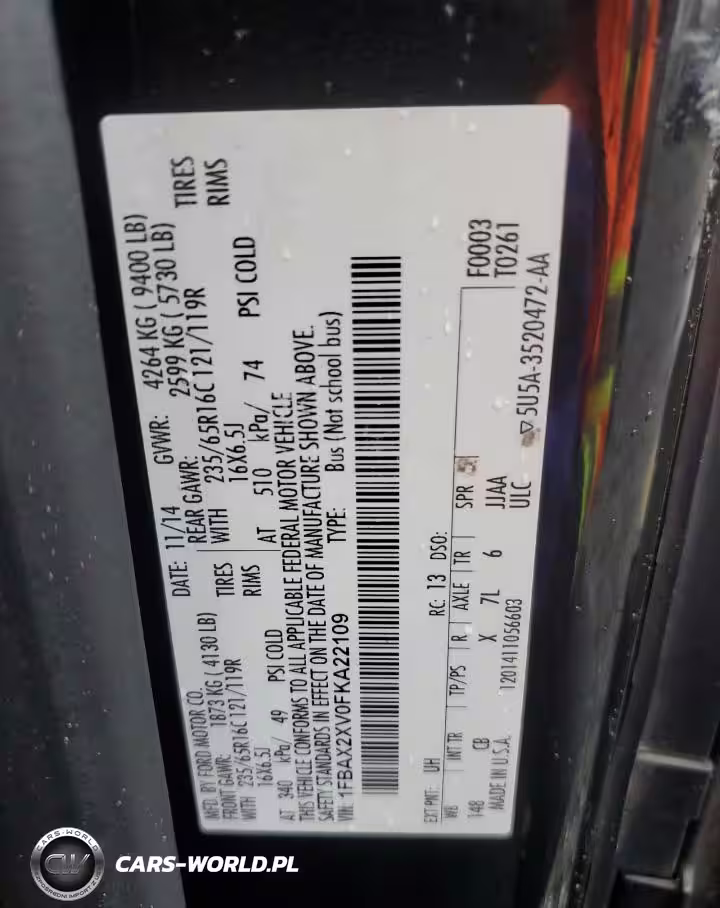 MFD. BY FORD MOTOR CO.
DATE: 11/14 GVWR: 4264 KG ( 9400 LB)
FRONT GAWR: 1873 KG ( 4130 LB) REAR GAWR: 2599 KG ( 5730 LB)
WITH 235/65R16C 121/119R TIRES WITH 235/65R16C 121/119R TIRES
16X6.5J RIMS 16X6.5J RIMS
AT 340 kPa/ 49 PSI COLD AT 510 kPa/ 74 PSI COLD
THIS VEHICLE CONFORMS TO ALL APPLICABLE FEDERAL MOTOR VEHICLE
SAFETY STANDARDS IN EFFECT ON THE DATE OF MANUFACTURE SHOWN ABOVE.
VIN: 1FBAX2XV0FKA22109 TYPE: Bus (Not school bus)
EXT PNT: UH RC: 13 DSO:
WB INT TR TP/PS R AXLE TR SPR F0003
148 CB X 7L 6 JJAA T0261
MADE IN U.S.A. 1201411056603 ULC
▽5U5A-3520472-AA
CARS-WORLD
CW
CARS-WORLD.PL